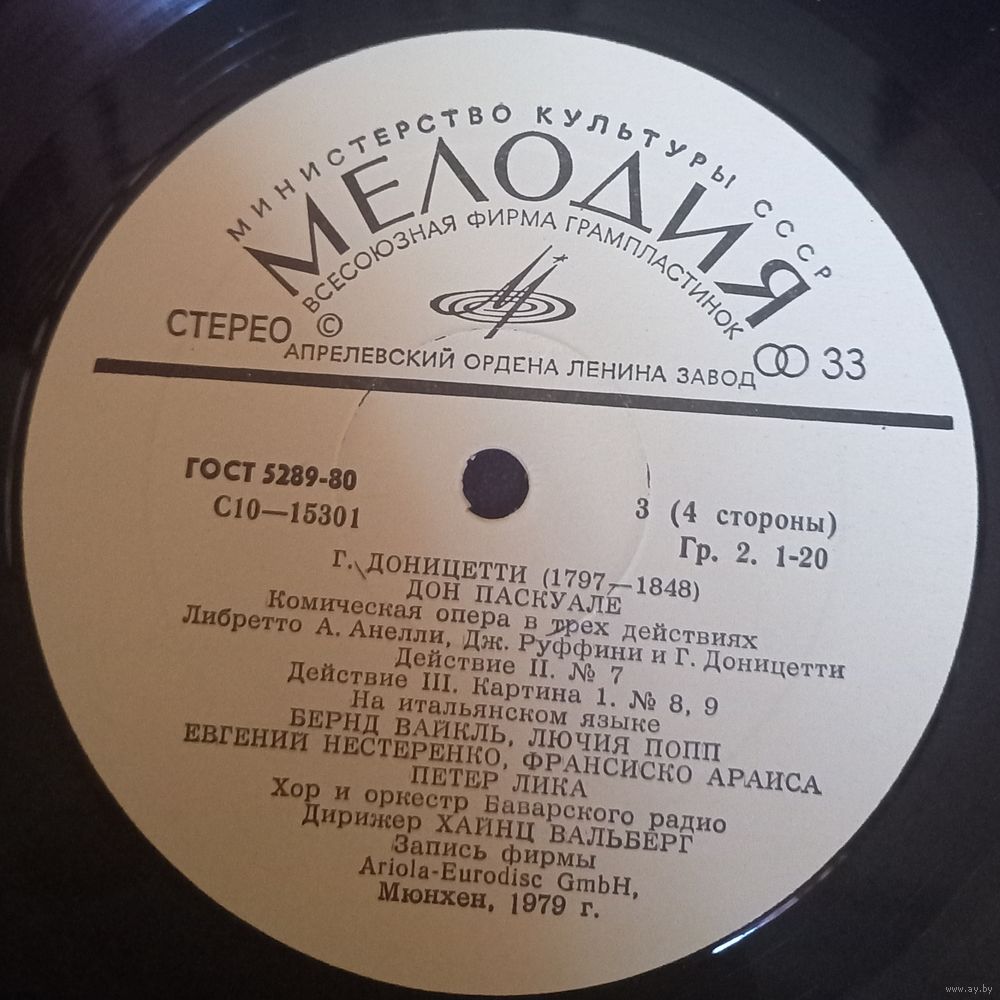 МИНИСТЕРСТВО КУЛЬТУРЫ СССР
МЕЛОДИЯ
ВСЕСОЮЗНАЯ ФИРМА ГРАМПЛАСТИНОК
СТЕРЕО ©
33
АПРЕЛЕВСКИЙ ОРДЕНА ЛЕНИНА ЗАВОД
ГОСТ 5289-80
С10—15301
3 (4 стороны)
Гр. 2. 1-20
Г. ДОНИЦЕТТИ (1797—1848)
ДОН ПАСКУАЛЕ
Комическая опера в трех действиях
Либретто А. Анелли, Дж. Руффини и Г. Доницетти
Действие II. № 7
Действие III. Картина 1. № 8, 9
На итальянском языке
БЕРНД ВАЙКЛЬ, ЛЮЧИЯ ПОПП
ЕВГЕНИЙ НЕСТЕРЕНКО, ФРАНСИСКО АРАИСА
ПЕТЕР ЛИКА
Хор и оркестр Баварского радио
Дирижер ХАЙНЦ ВАЛЬБЕРГ
Запись фирмы
Ariola-Eurodisc GmbH,
Мюнхен, 1979 г.
www.ay.by